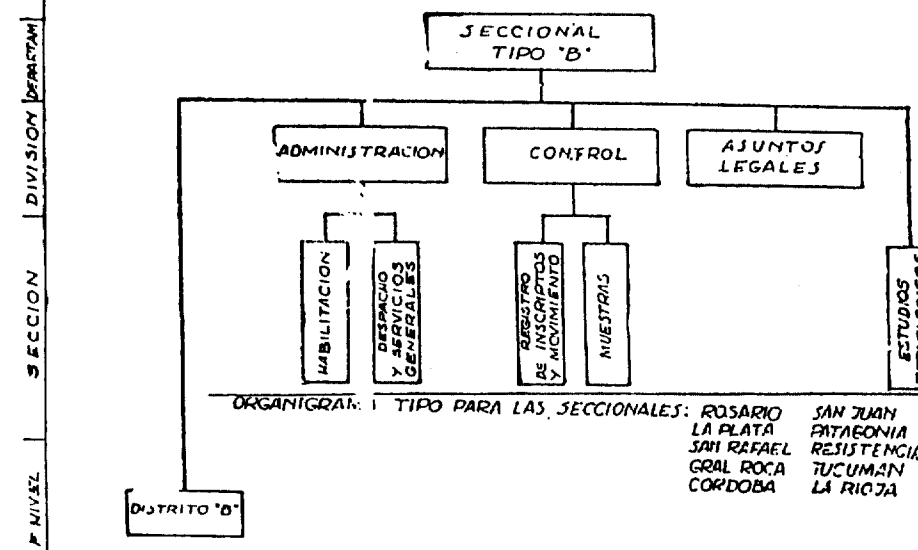 SECCIONAL
TIPO "B"
DEPARTAM
DIVISION
ADMINISTRACION
CONTROL
ASUNTOS
LEGALES
SECCION
HABILITACION
DESPACHO
Y SERVICIOS
GENERALES
REGISTRO
DE INSCRIPTOS
Y MOVIMIENTO
MUESTRAS
ESTUDIOS
TIPO PARA LAS SECCIONALES: ROSARIO SAN JUAN
LA PLATA PATAGONIA
SAN RAFAEL RESISTENCIA
GRAL ROCA TUCUMAN
CORDOBA LA RIOJA
NIVEL
DISTRITO "B"